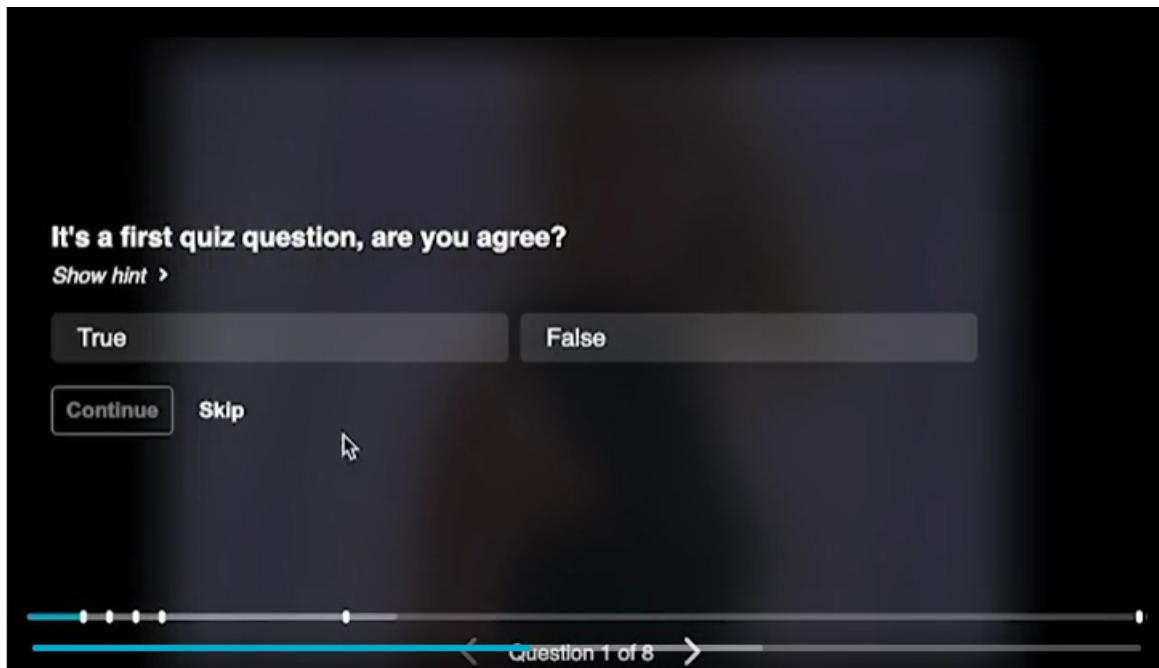 It's a first quiz question, are you agree?
Show hint >
True False
Continue Skip
Question 1 of 8